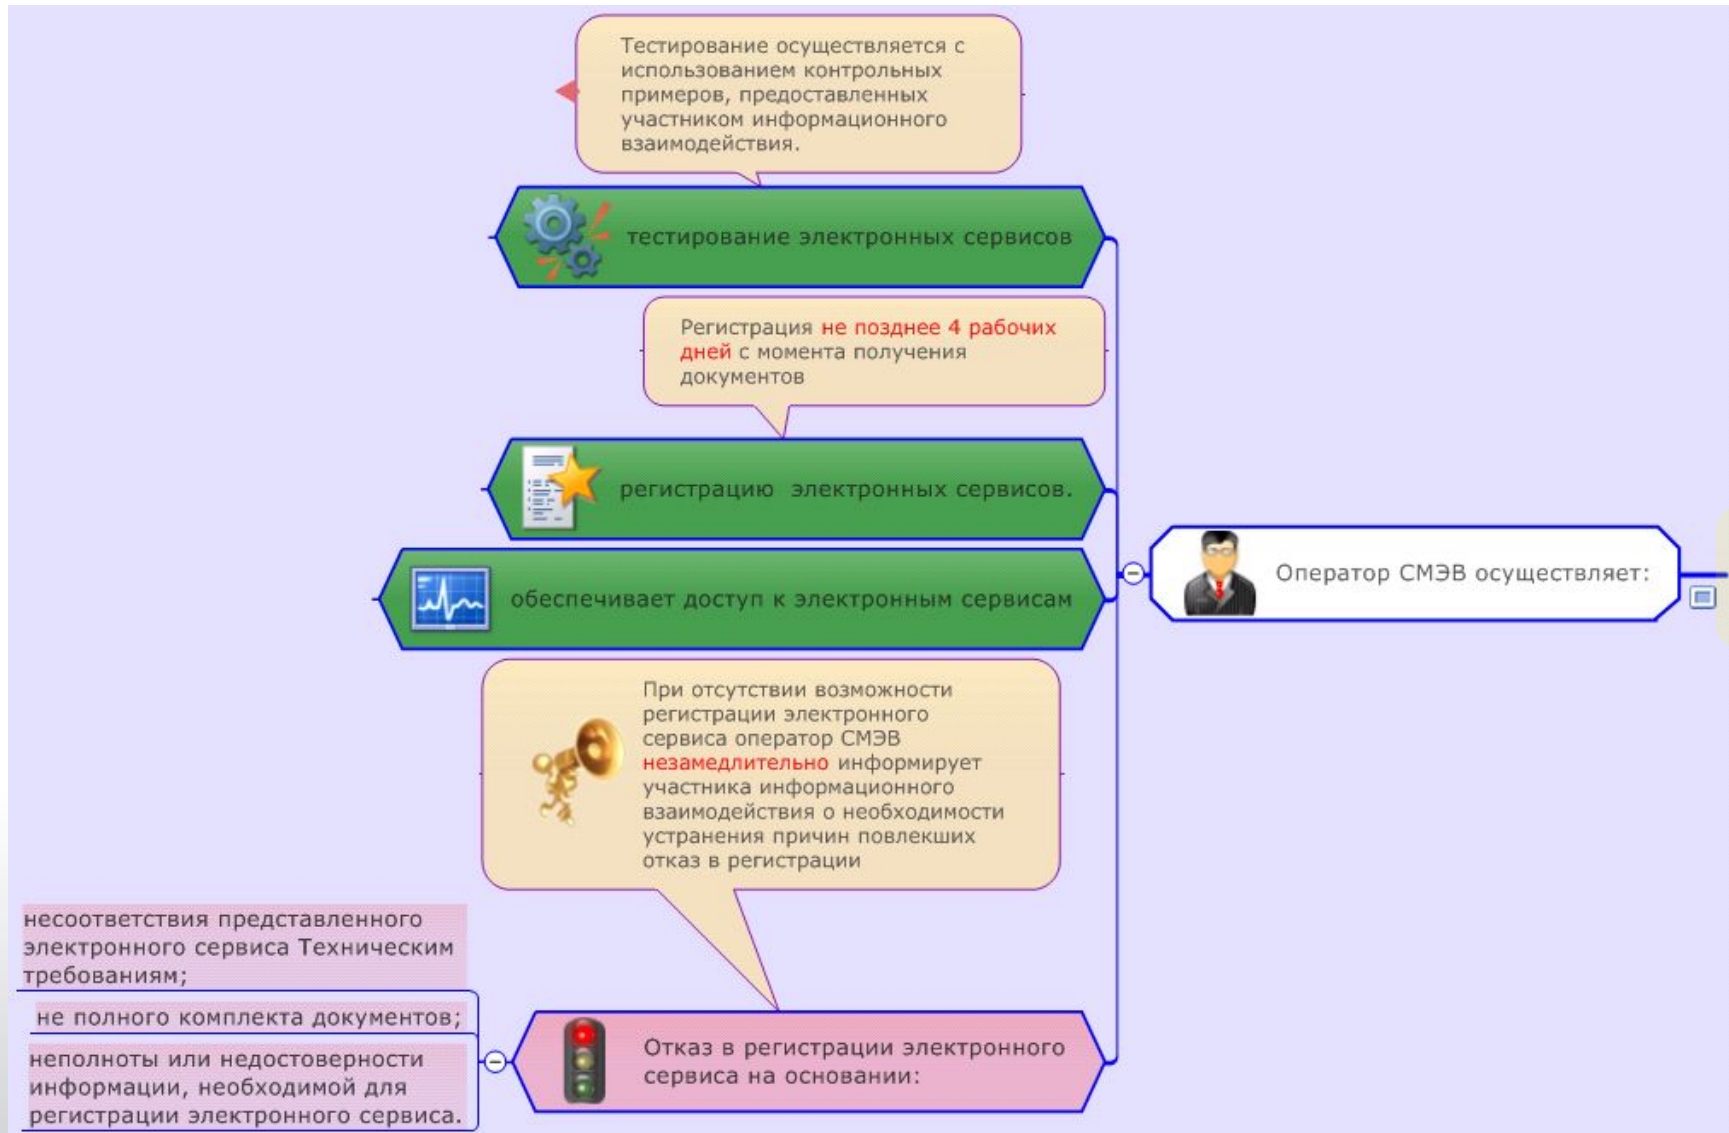 Тестирование осуществляется с
использованием контрольных
примеров, предоставленных
участником информационного
взаимодействия.
тестирование электронных сервисов
Регистрация не позднее 4 рабочих
дней с момента получения
документов
регистрацию электронных сервисов.
Оператор СМЭВ осуществляет:
обеспечивает доступ к электронным сервисам
При отсутствии возможности
регистрации электронного
сервиса оператор СМЭВ
незамедлительно информирует
участника информационного
взаимодействия о необходимости
устранения причин повлекших
отказ в регистрации
несоответствия представленного
электронного сервиса Техническим
требованиям;
не полного комплекта документов;
неполноты или недостоверности
информации, необходимой для
регистрации электронного сервиса.
Отказ в регистрации электронного
сервиса на основании: